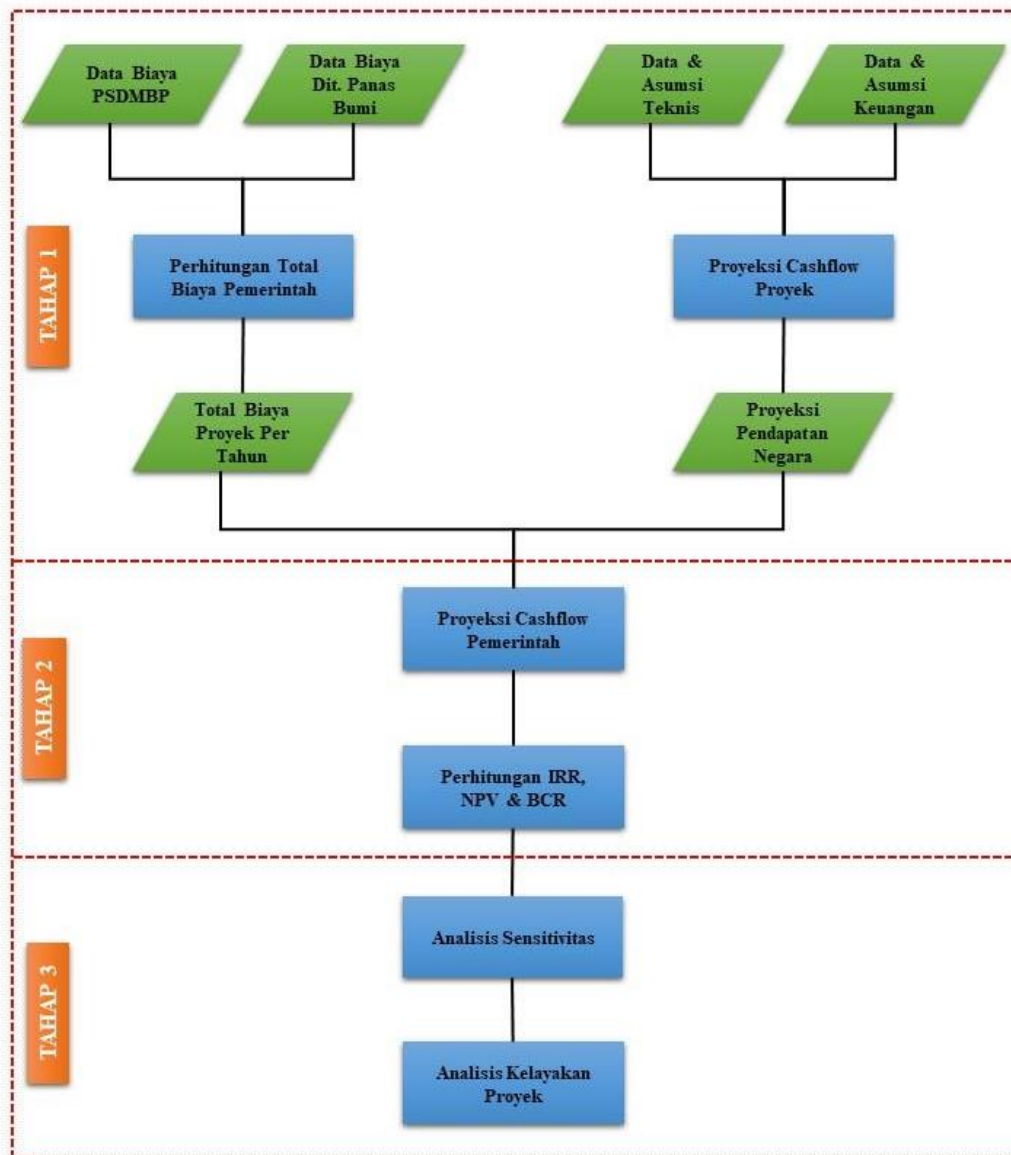 Data Biaya
PSDMBP
Data Biaya
Dit. Panas
Bumi
Data &
Asumsi
Teknis
Data &
Asumsi
Keuangan
TAHAP 1
Perhitungan Total
Biaya Pemerintah
Proyeksi Cashflow
Proyek
Total Biaya
Proyek Per
Tahun
Proyeksi
Pendapatan
Negara
TAHAP 2
Proyeksi Cashflow
Pemerintah
Perhitungan IRR,
NPV & BCR
TAHAP 3
Analisis Sensitivitas
Analisis Kelayakan
Proyek